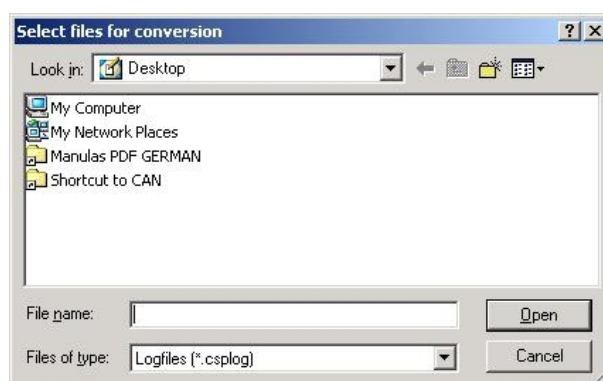 Select files for conversion
Look in: Desktop
My Computer
My Network Places
Manulas PDF GERMAN
Shortcut to CAN
File name: Open
Files of type: Logfiles (*.csplog) Cancel